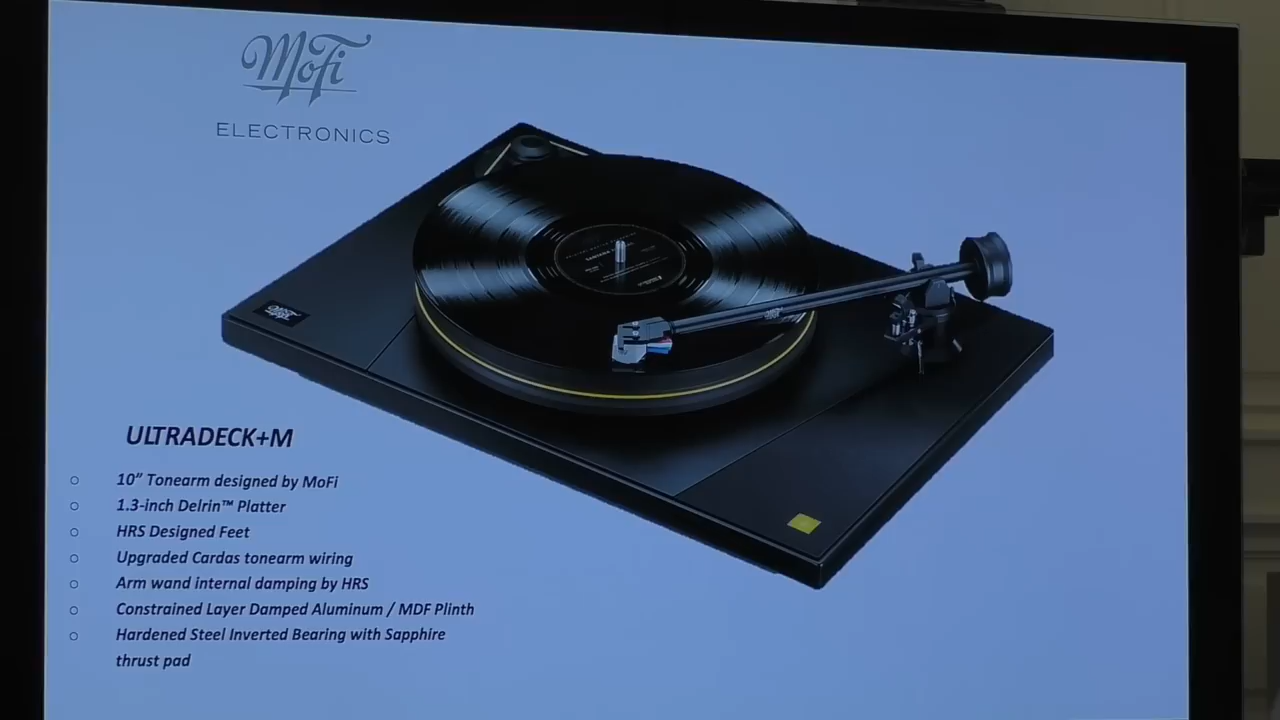 MoFi
ELECTRONICS
MoFi
ULTRADECK+M
10” Tonearm designed by MoFi
1.3-inch Delrin™ Platter
HRS Designed Feet
Upgraded Cardas tonearm wiring
Arm wand internal damping by HRS
Constrained Layer Damped Aluminum / MDF Plinth
Hardened Steel Inverted Bearing with Sapphire
thrust pad